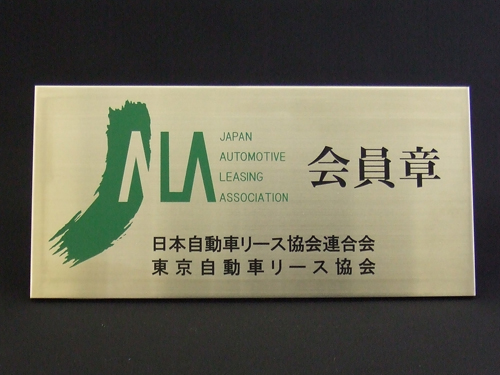 JALA
JAPAN
AUTOMOTIVE
LEASING
ASSOCIATION
会員章
日本自動車リース協会連合会
東京自動車リース協会